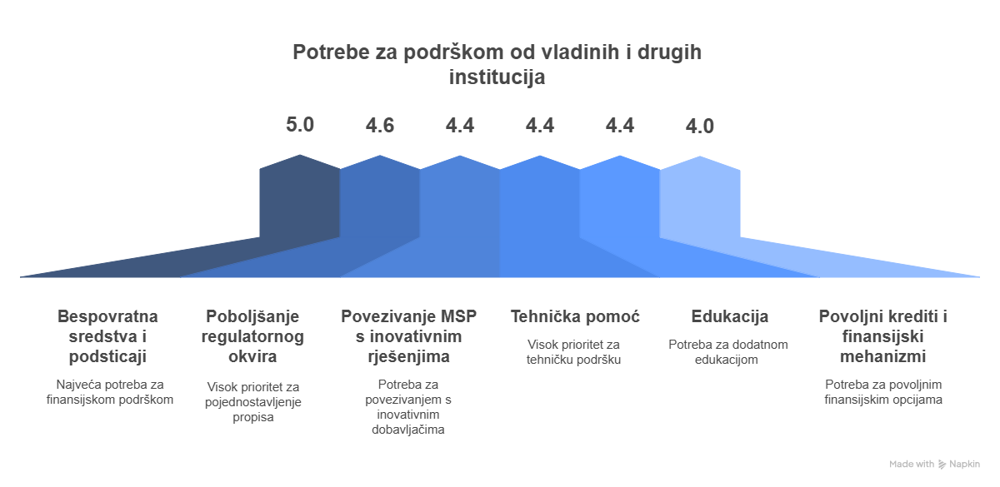 Potrebe za podrškom od vladinih i drugih
institucija
5.0
4.6
4.4
4.4
4.4
4.0
Bespovratna
sredstva i
podsticaji
Najveća potreba za
finansijskom podrškom
Poboljšanje
regulatornog
okvira
Visok prioritet za
pojednostavljenje
propisa
Povezivanje MSP
s inovativnim
rješenjima
Potreba za
povezivanjem s
inovativnim
dobavljačima
Tehnička pomoć
Visok prioritet za
tehničku podršku
Edukacija
Potreba za dodatnom
edukacijom
Povoljni krediti i
finansijski
mehanizmi
Potreba za povoljnim
finansijskim opcijama
Made with Napkin